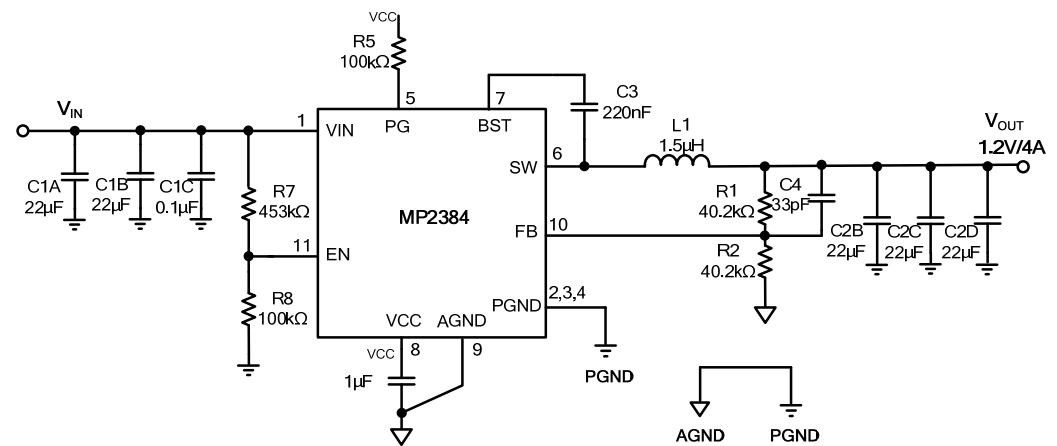 VCC
R5
100kΩ
5
7
C3
220nF
VIN
1
VIN
PG
BST
L1
1.5µH
VOUT
1.2V/4A
6
SW
C1A
22µF
C1B
22µF
C1C
0.1µF
R7
453kΩ
MP2384
R1
40.2kΩ
C4
33pF
FB
10
C2B
22µF
C2C
22µF
C2D
22µF
11
EN
R2
40.2kΩ
R8
100kΩ
PGND
2,3,4
VCC
AGND
VCC
8
9
1µF
PGND
AGND
PGND